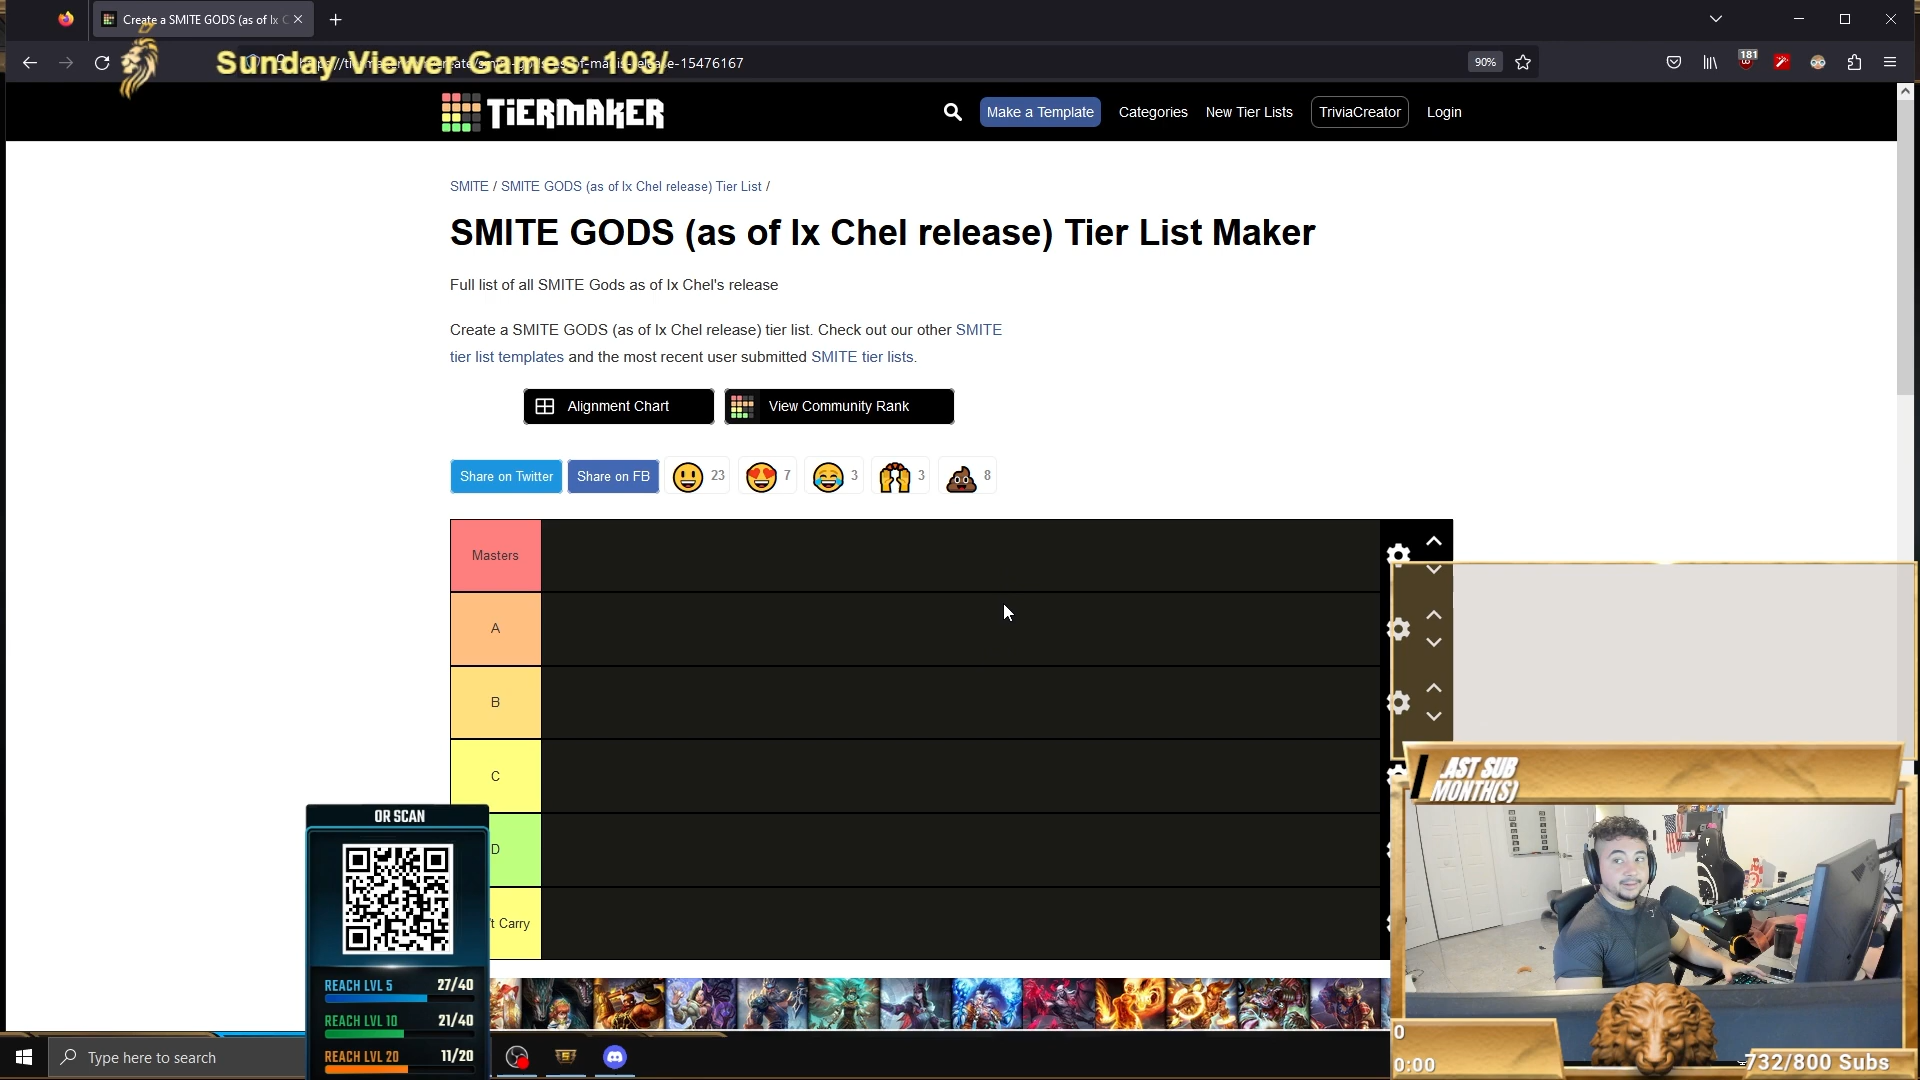 Create a SMITE GODS (as of Ix C
Sunday Viewer Games: 103/
-15476167
90%
181
TIERMAKER
Make a Template
Categories
New Tier Lists
TriviaCreator
Login
SMITE / SMITE GODS (as of Ix Chel release) Tier List /
SMITE GODS (as of Ix Chel release) Tier List Maker
Full list of all SMITE Gods as of Ix Chel's release
Create a SMITE GODS (as of Ix Chel release) tier list. Check out our other SMITE
tier list templates and the most recent user submitted SMITE tier lists.
Alignment Chart
View Community Rank
Share on Twitter
Share on FB
23
7
3
3
8
Masters
A
B
C
D
't Carry
OR SCAN
REACH LVL 5 27/40
REACH LVL 10 21/40
REACH LVL 20 11/20
AST SUB
MONTH(S)
0
0:00
732/800 Subs
Type here to search